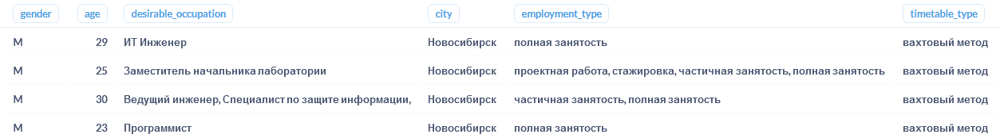 gender age desirable_occupation city employment_type timetable_type
М 29 ИТ Инженер Новосибирск полная занятость вахтовый метод
М 25 Заместитель начальника лаборатории Новосибирск проектная работа, стажировка, частичная занятость, полная занятость вахтовый метод
М 30 Ведущий инженер, Специалист по защите информации, Новосибирск частичная занятость, полная занятость вахтовый метод
М 23 Программист Новосибирск полная занятость вахтовый метод